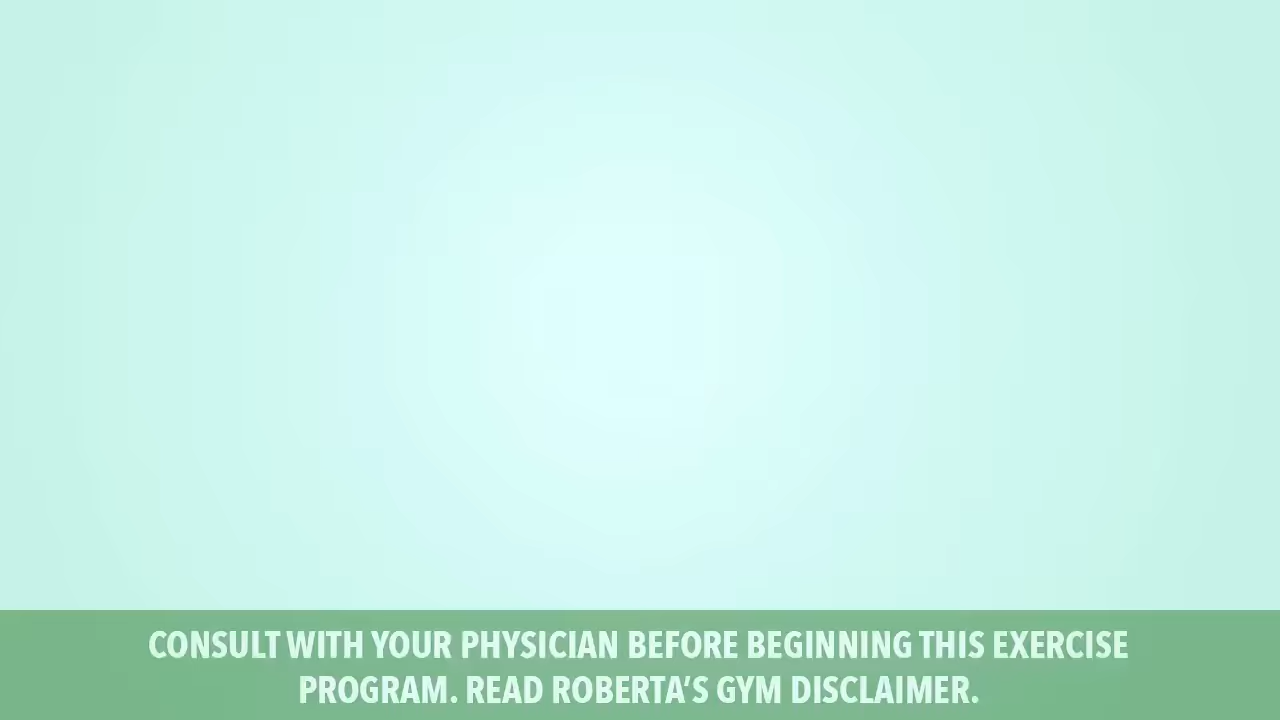 CONSULT WITH YOUR PHYSICIAN BEFORE BEGINNING THIS EXERCISE
PROGRAM. READ ROBERTA’S GYM DISCLAIMER.